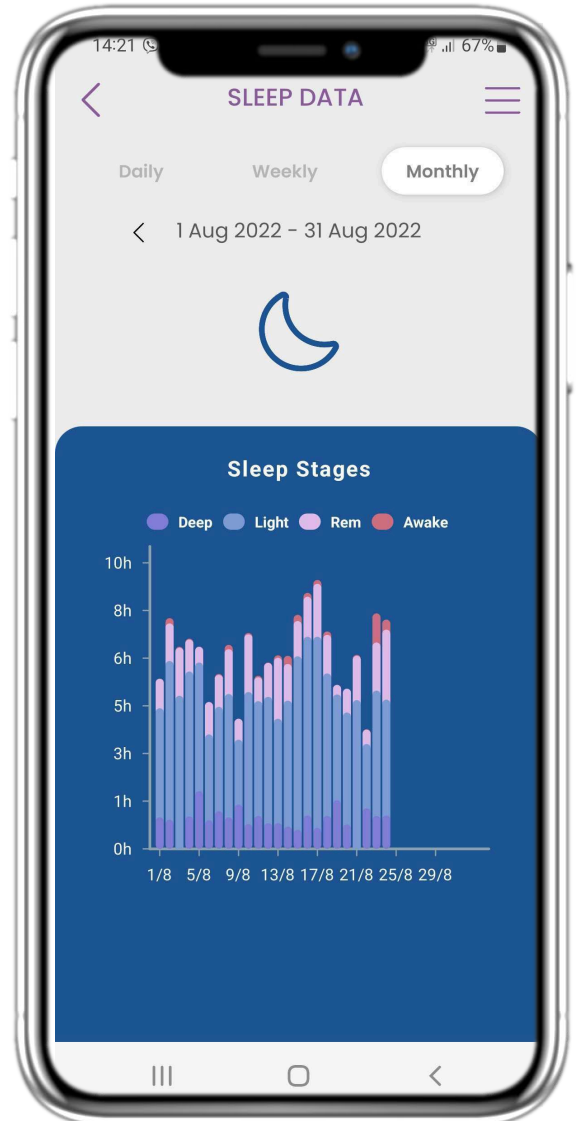 14:21 67%
SLEEP DATA
Daily Weekly Monthly
1 Aug 2022 - 31 Aug 2022
Sleep Stages
Deep Light Rem Awake
10h
8h
6h
5h
3h
1h
0h
1/8 5/8 9/8 13/8 17/8 21/8 25/8 29/8